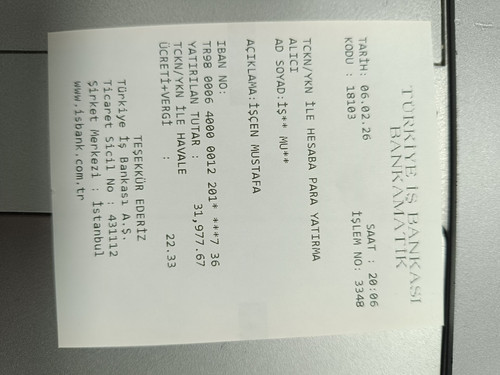 TÜRKİYE İŞ BANKASI
BANKAMATİK
TARİH: 06.02.26 SAAT : 20:06
KODU : 18103 İŞLEM NO: 3348
TCKN/YKN İLE HESABA PARA YATIRMA
ALICI
AD SOYAD:İŞ** MU**
AÇIKLAMA:İŞCEN MUSTAFA
IBAN NO:
TR98 0006 4000 0012 201* ***7 36
YATIRILAN TUTAR : 31,977.67
TCKN/YKN İLE HAVALE
ÜCRETİ+VERGİ : 22.33
TEŞEKKÜR EDERİZ
Türkiye İş Bankası A.Ş.
Ticaret Sicil No : 431112
Şirket Merkezi : İstanbul
www.isbank.com.tr